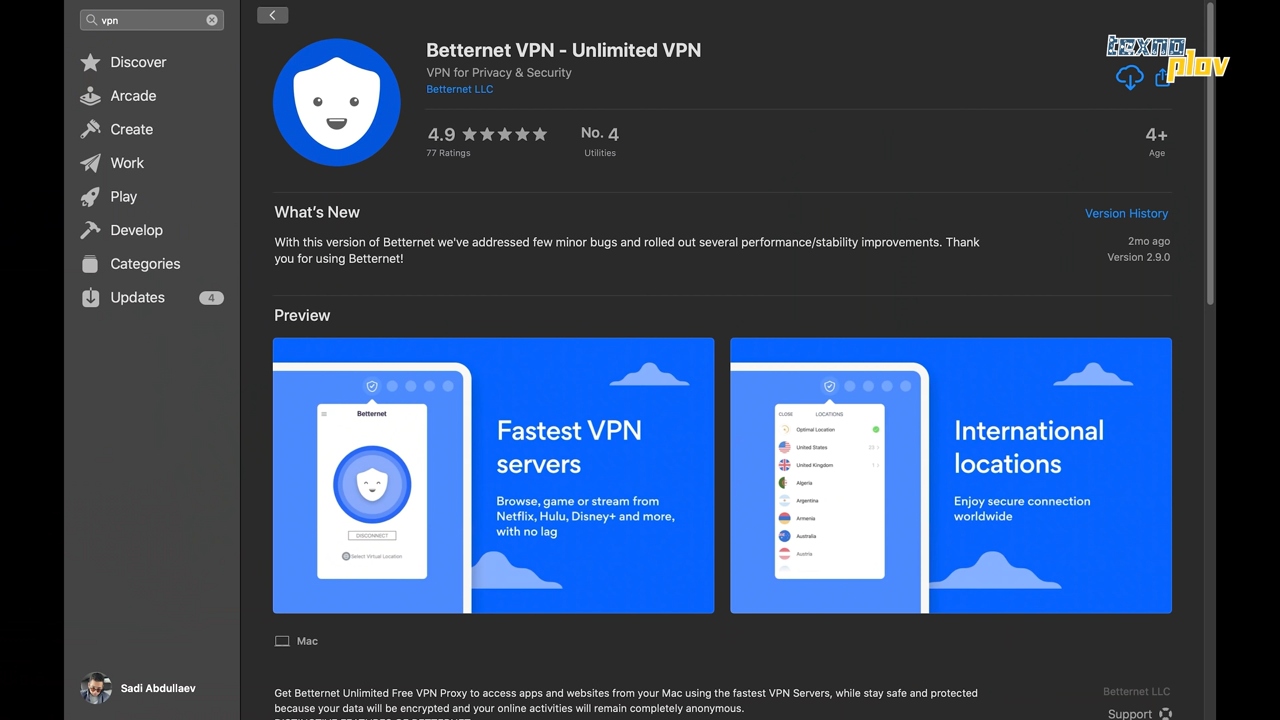 vpn
Discover
Arcade
Create
Work
Play
Develop
Categories
Updates
4
Sadi Abdullaev
Betternet VPN - Unlimited VPN
VPN for Privacy & Security
Betternet LLC
texno
plov
4.9
77 Ratings
No. 4
Utilities
4+
Age
What's New
Version History
With this version of Betternet we've addressed few minor bugs and rolled out several performance/stability improvements. Thank
you for using Betternet!
2mo ago
Version 2.9.0
Preview
Betternet
DISCONNECT
Select Virtual Location
Fastest VPN
servers
Browse, game or stream from
Netflix, Hulu, Disney+ and more,
with no lag
CLOSE
LOCATIONS
Optimal Location
United States
23
United Kingdom
1
Algeria
Argentina
Armenia
Australia
Austria
International
locations
Enjoy secure connection
worldwide
Mac
Get Betternet Unlimited Free VPN Proxy to access apps and websites from your Mac using the fastest VPN Servers, while stay safe and protected
because your data will be encrypted and your online activities will remain completely anonymous.
DISTINCTIVE FEATURES OF BETTERNET
Betternet LLC
Support